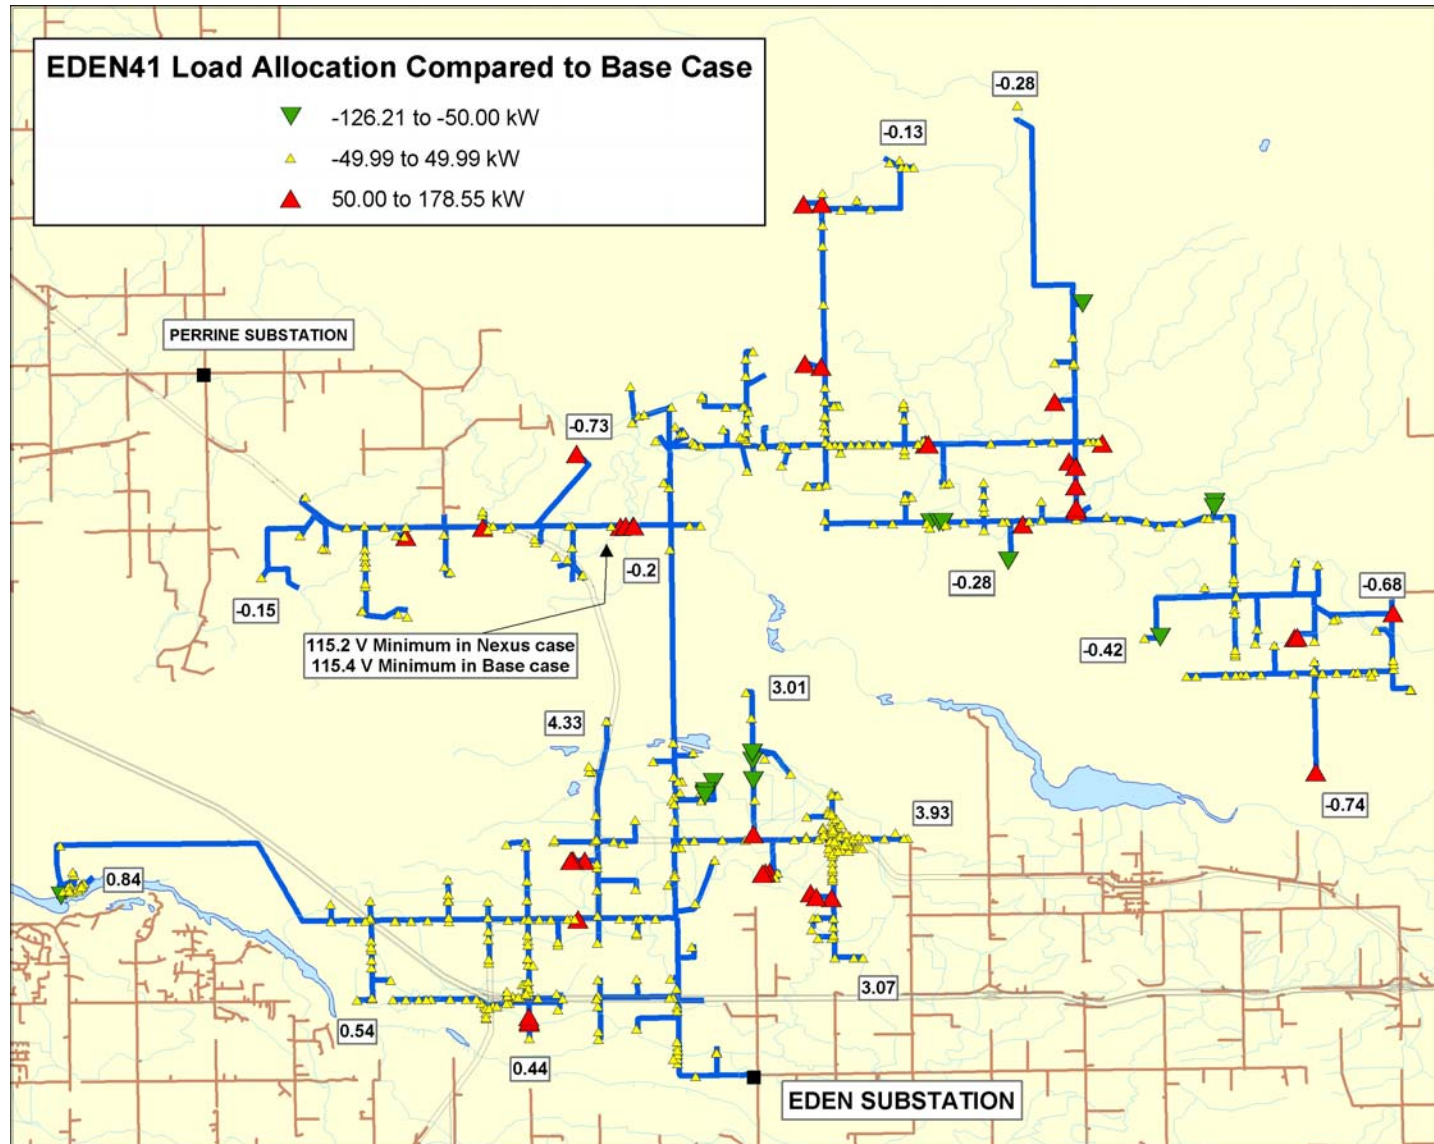 EDEN41 Load Allocation Compared to Base Case
-126.21 to -50.00 kW
-49.99 to 49.99 kW
50.00 to 178.55 kW
-0.28
-0.13
PERRINE SUBSTATION
-0.73
-0.2
-0.28
-0.68
-0.15
115.2 V Minimum in Nexus case
115.4 V Minimum in Base case
-0.42
3.01
4.33
-0.74
3.93
0.84
3.07
0.54
0.44
EDEN SUBSTATION